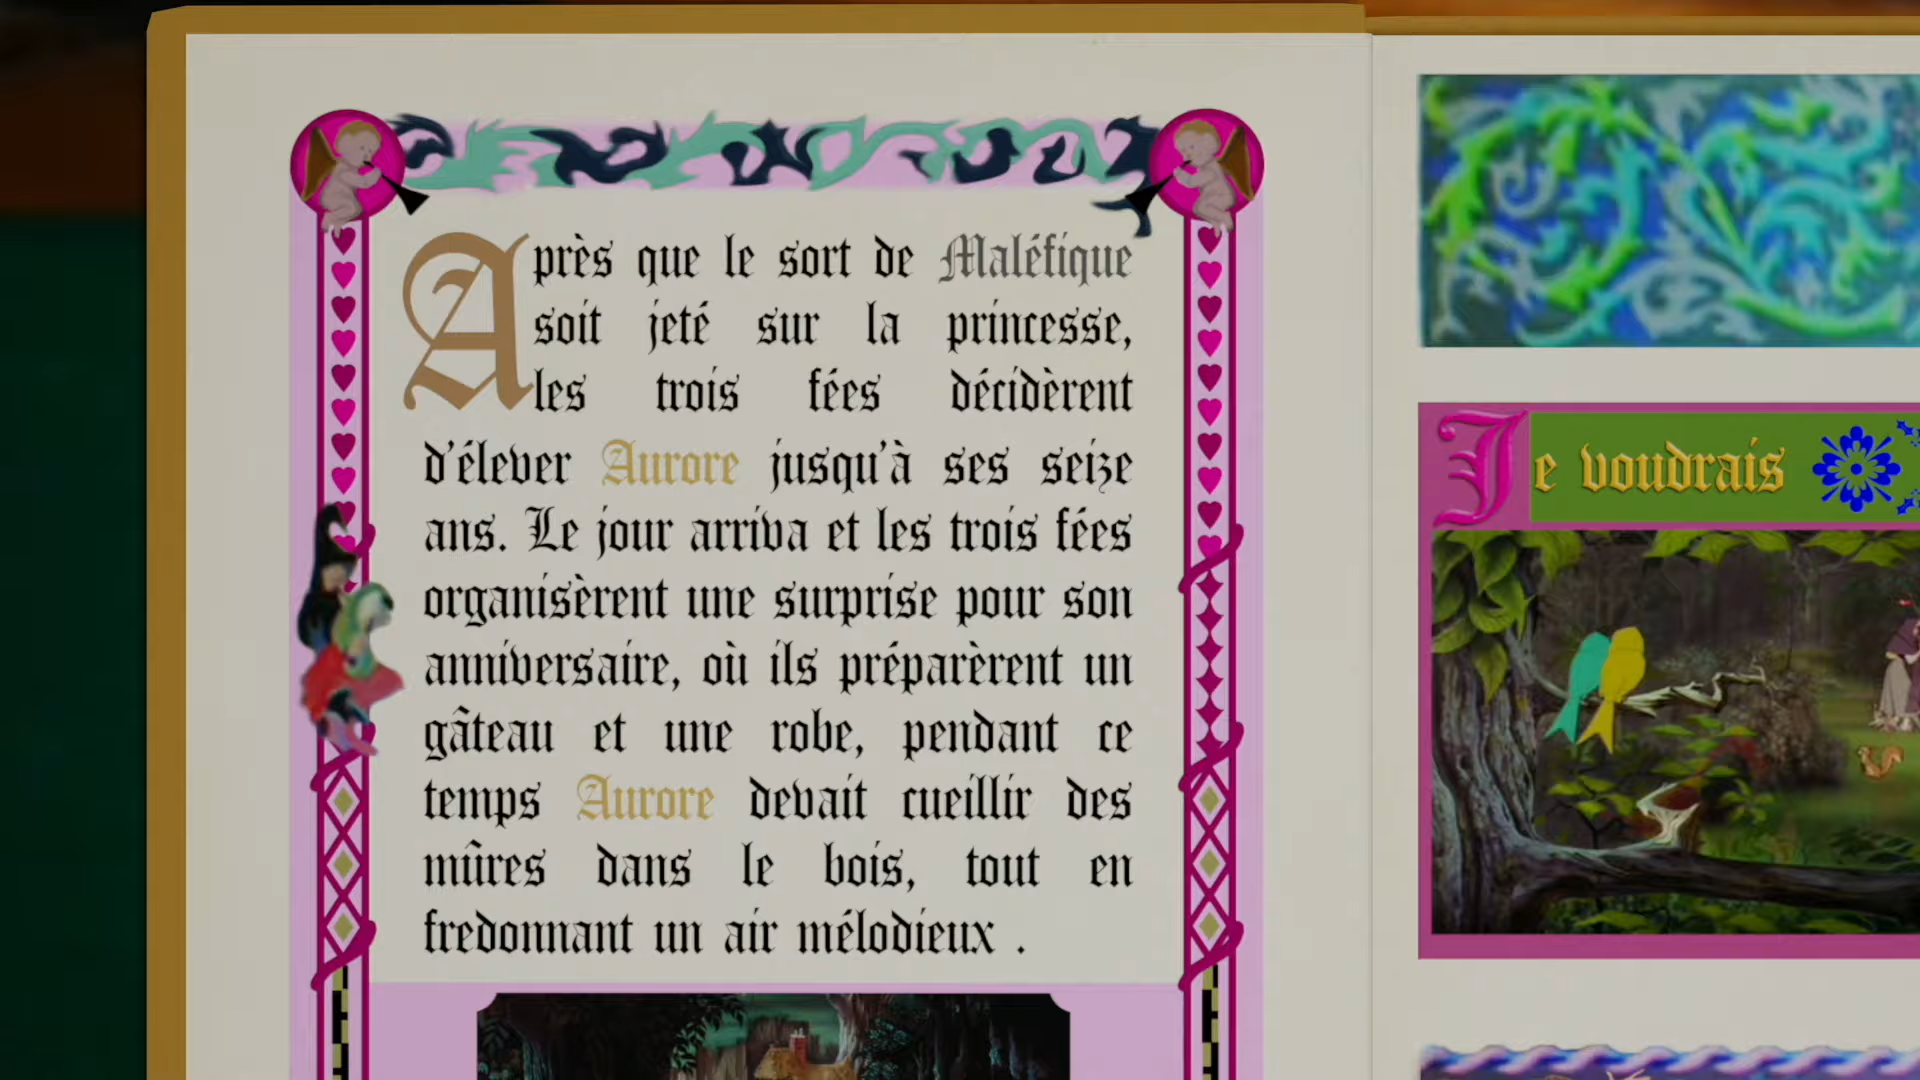 Après que le sort de Maléfique
soit jeté sur la princesse,
les trois fées décidèrent
d'élever Aurore jusqu'à ses seize
ans. Le jour arriva et les trois fées
organisèrent une surprise pour son
anniversaire, où ils préparèrent un
gâteau et une robe, pendant ce
temps Aurore devait cueillir des
mûres dans le bois, tout en
fredonnant un air mélodieux .
Je voudrais